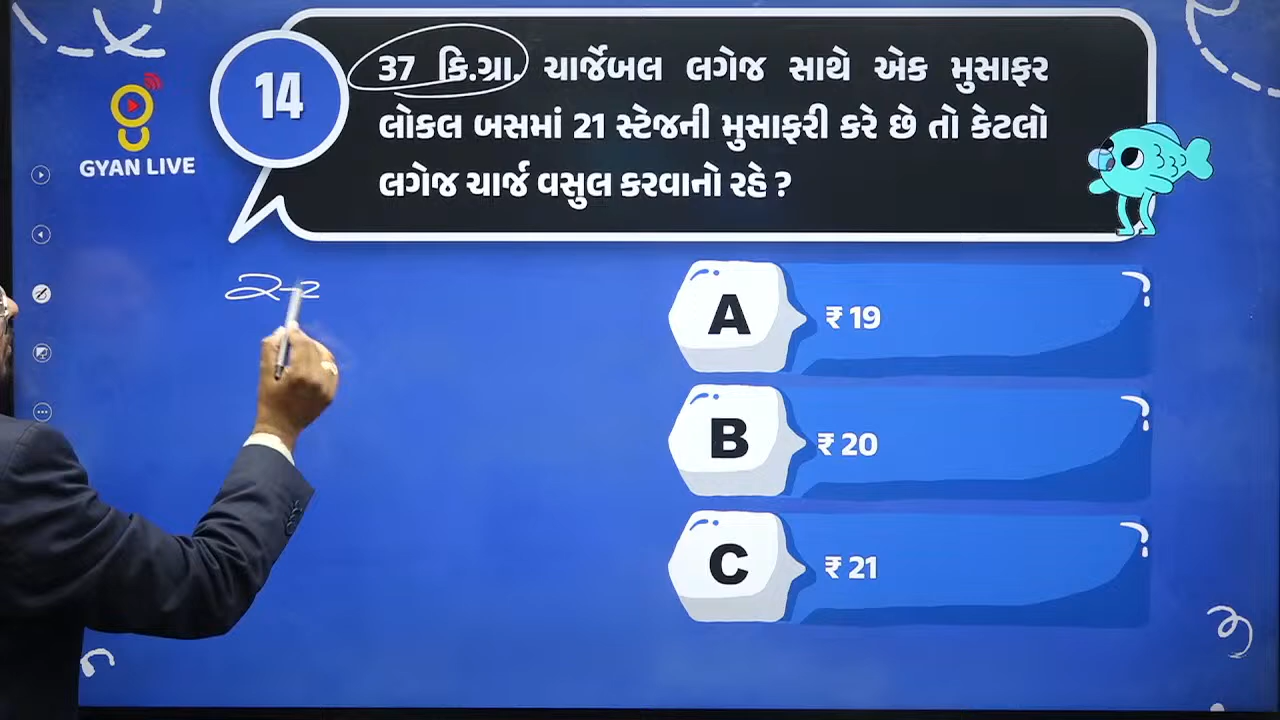 14
37 કિ.ગ્રા. ચાર્જેબલ લગેજ સાથે એક મુસાફર
લોકલ બસમાં 21 સ્ટેજની મુસાફરી કરે છે તો કેટલો
લગેજ ચાર્જ વસુલ કરવાનો રહે ?
GYAN LIVE
A ₹ 19
B ₹ 20
C ₹ 21